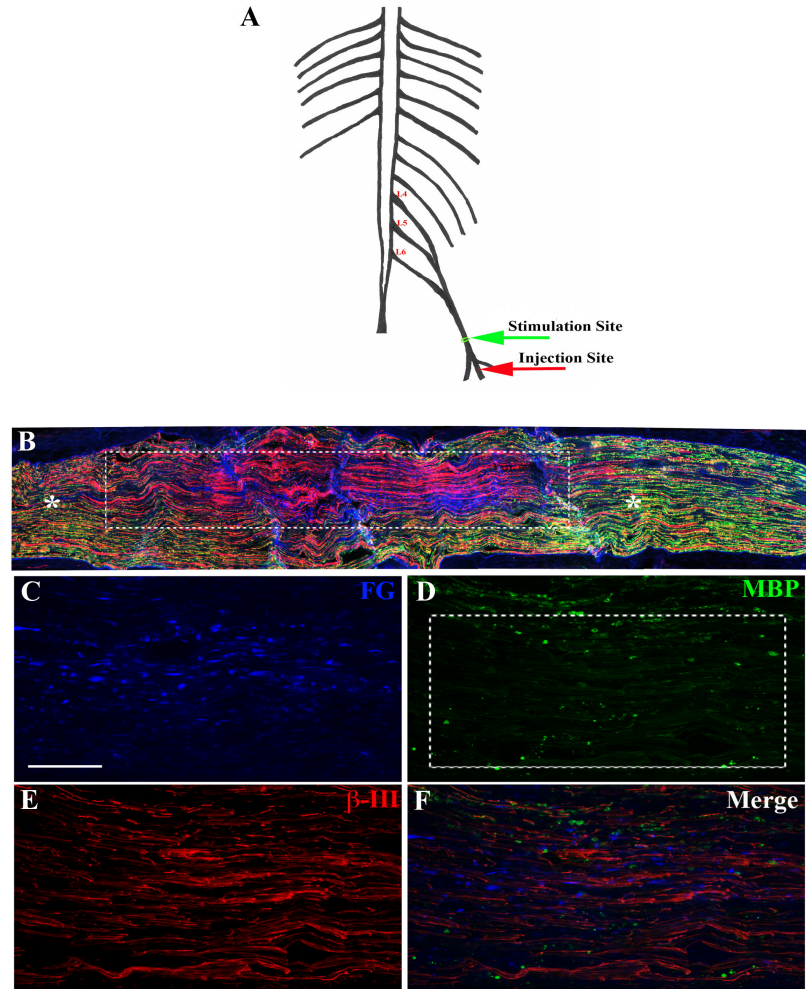 A
L4
L5
L6
Stimulation Site
Injection Site
B
*
*
C
FG
D
MBP
E
β-III
F
Merge